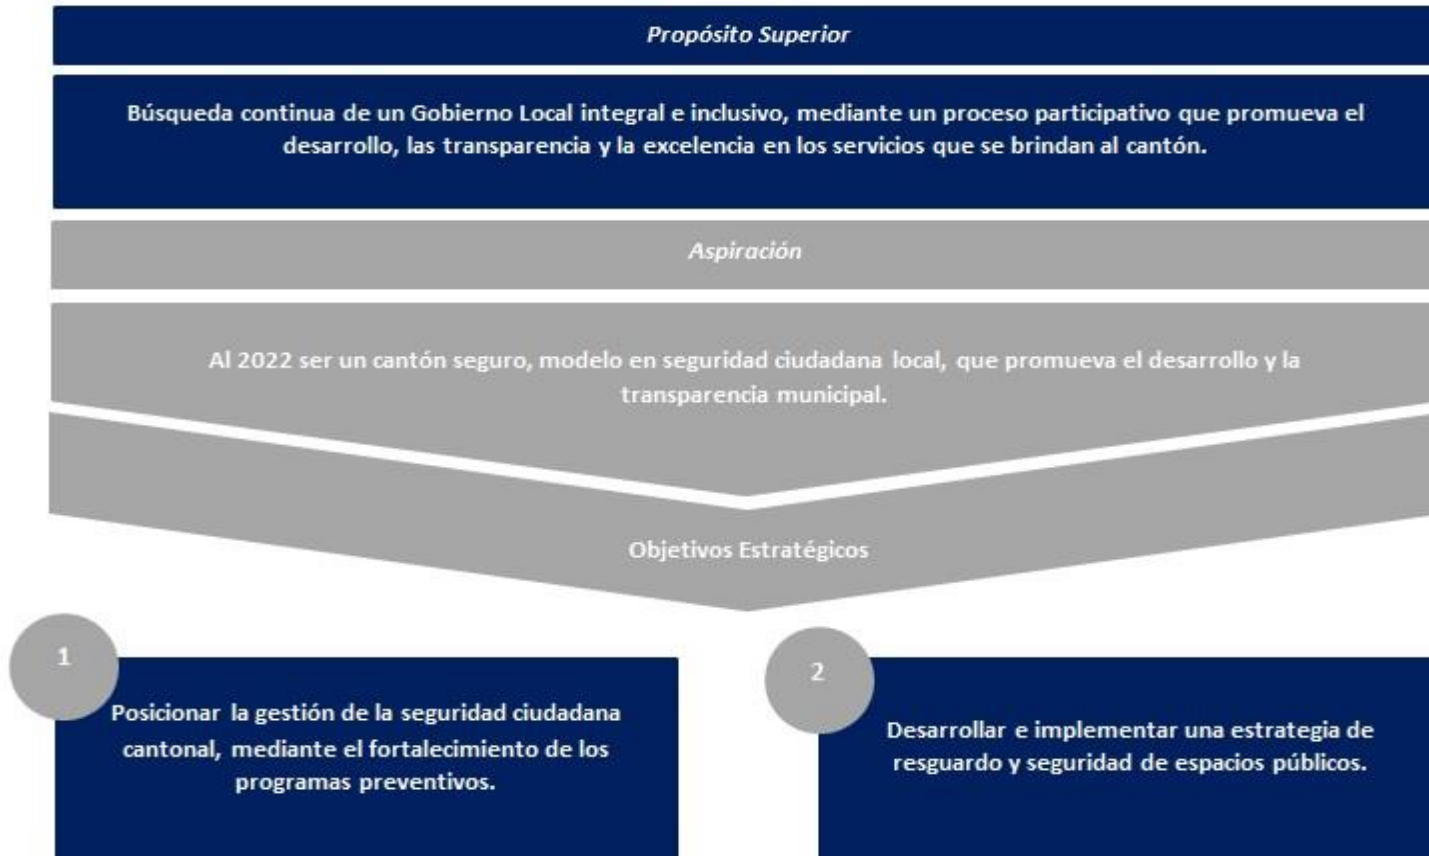 Propósito Superior
Búsqueda continua de un Gobierno Local integral e inclusivo, mediante un proceso participativo que promueva el
desarrollo, las transparencia y la excelencia en los servicios que se brindan al cantón.
Aspiración
Al 2022 ser un cantón seguro, modelo en seguridad ciudadana local, que promueva el desarrollo y la
transparencia municipal.
Objetivos Estratégicos
1
Posicionar la gestión de la seguridad ciudadana
cantonal, mediante el fortalecimiento de los
programas preventivos.
2
Desarrollar e implementar una estrategia de
resguardo y seguridad de espacios públicos.